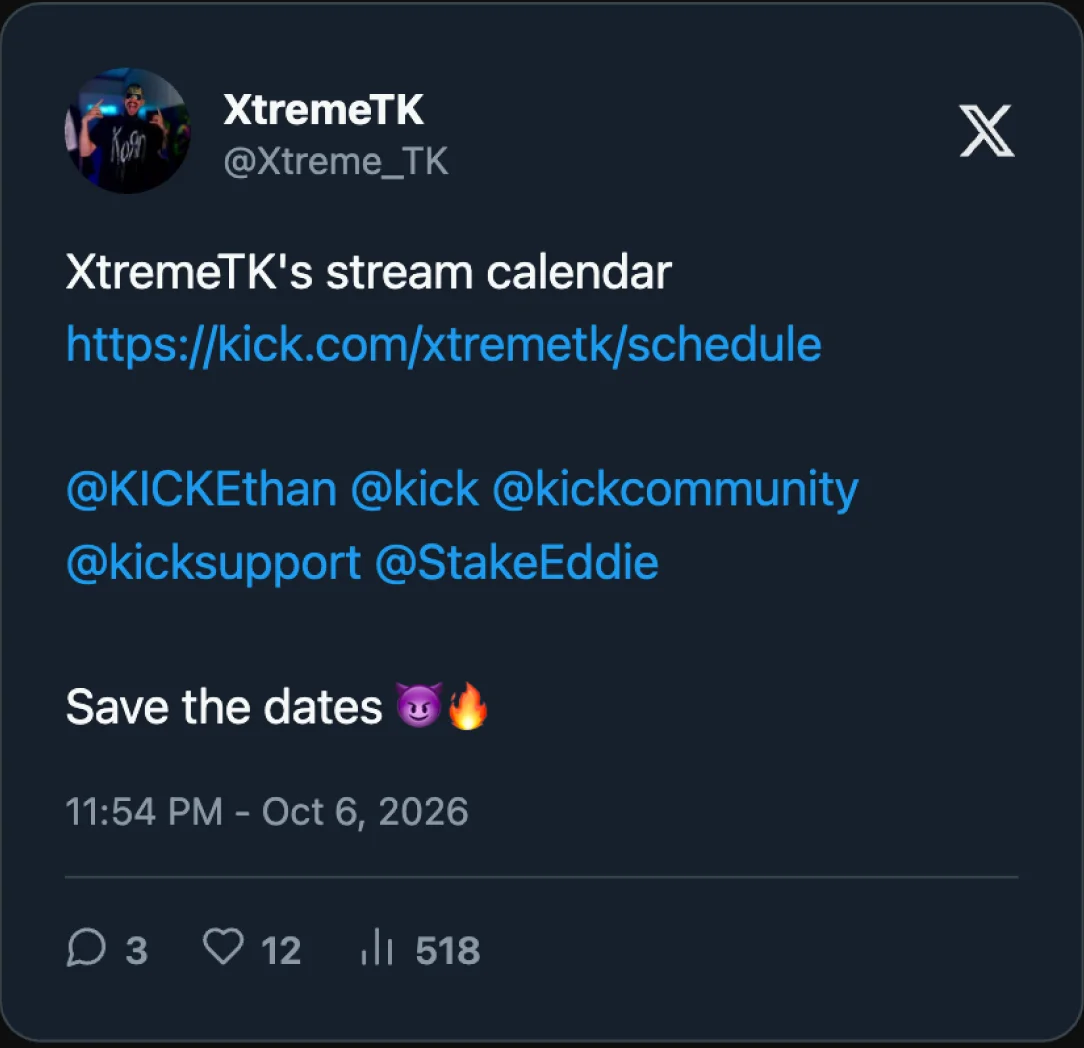 XtremeTK
@Xtreme_TK
Korn
XtremeTK's stream calendar
https://kick.com/xtremetk/schedule
@KICKEthan @kick @kickcommunity
@kicksupport @StakeEddie
Save the dates 😈🔥
11:54 PM - Oct 6, 2026
3 12 518